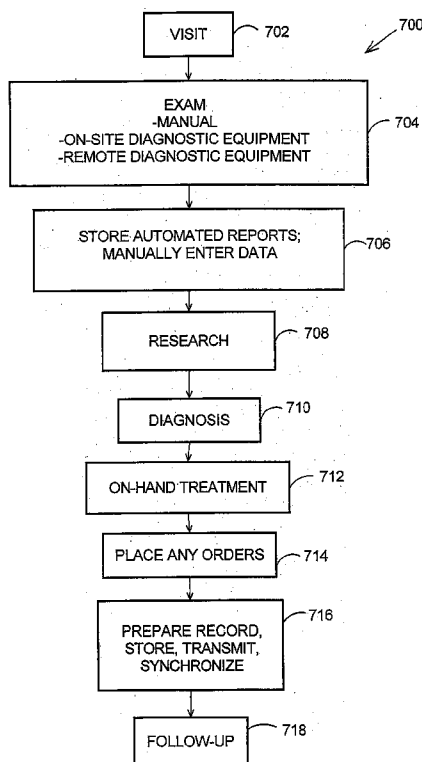 VISIT
702
700
EXAM
-MANUAL
-ON-SITE DIAGNOSTIC EQUIPMENT
-REMOTE DIAGNOSTIC EQUIPMENT
704
STORE AUTOMATED REPORTS;
MANUALLY ENTER DATA
706
RESEARCH
708
DIAGNOSIS
710
ON-HAND TREATMENT
712
PLACE ANY ORDERS
714
PREPARE RECORD,
STORE, TRANSMIT,
SYNCHRONIZE
716
FOLLOW-UP
718